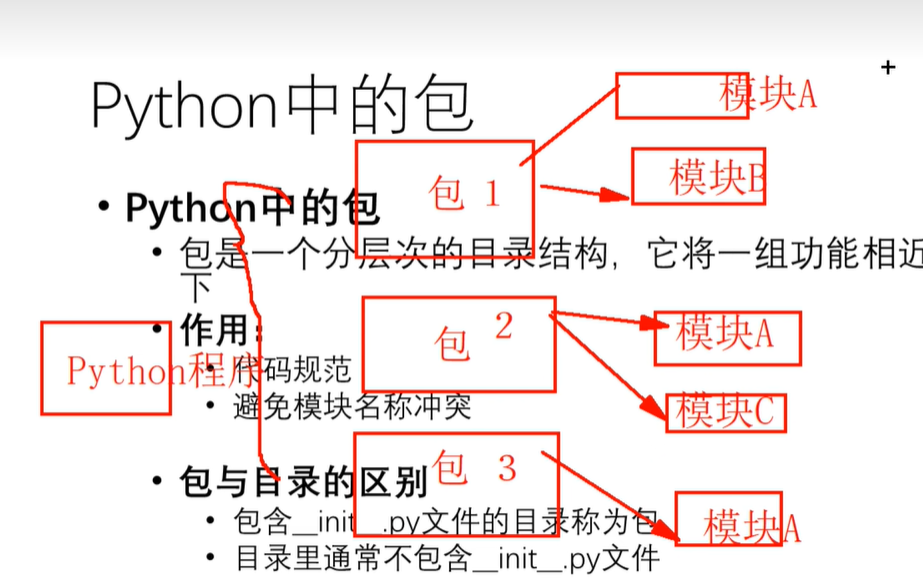 Python中的包
模块A
包 1
模块B
• Python中的包
• 包是一个分层次的目录结构，它将一组功能相近
下
• 作用：
包 2
模块A
Python程序
• 代码规范
• 避免模块名称冲突
模块C
包 3
• 包与目录的区别
• 包含__init__.py文件的目录称为包
模块A
• 目录里通常不包含__init__.py文件